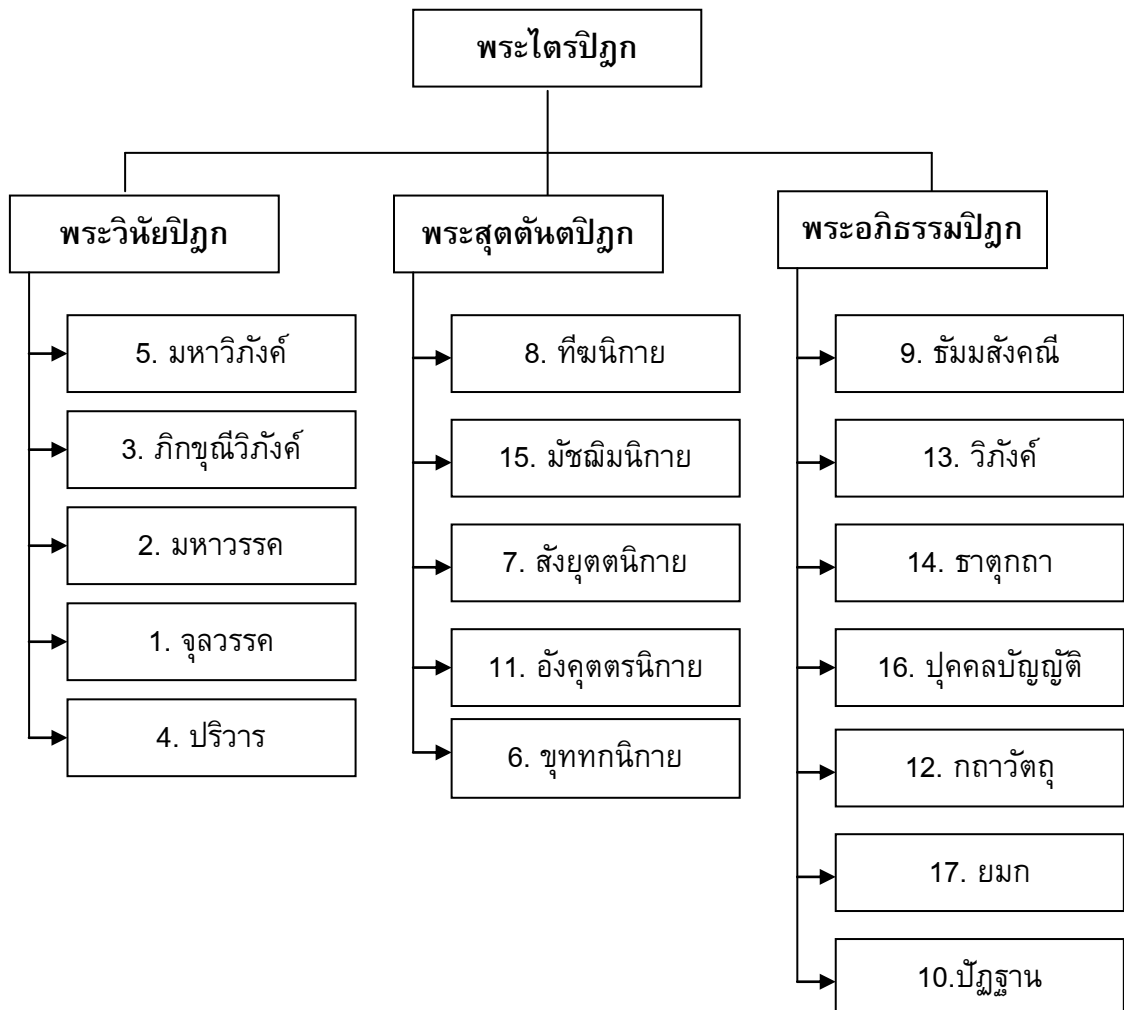 พระไตรปิฎก
พระวินัยปิฎก
5. มหาวิภังค์
3. ภิกขุณีวิภังค์
2. มหาวรรค
1. จุลวรรค
4. ปริวาร
พระสุตตันตปิฎก
8. ทีฆนิกาย
15. มัชฌิมนิกาย
7. สังยุตตนิกาย
11. อังคุตตรนิกาย
6. ขุททกนิกาย
พระอภิธรรมปิฎก
9. ธัมมสังคณี
13. วิภังค์
14. ธาตุกถา
16. ปุคคลบัญญัติ
12. กถาวัตถุ
17. ยมก
10.ปัฏฐาน